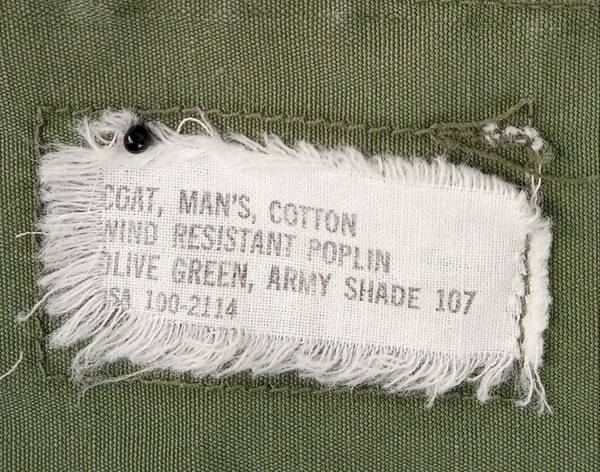 COAT, MAN'S, COTTON
WIND RESISTANT POPLIN
OLIVE GREEN, ARMY SHADE 107
SA 100-2114